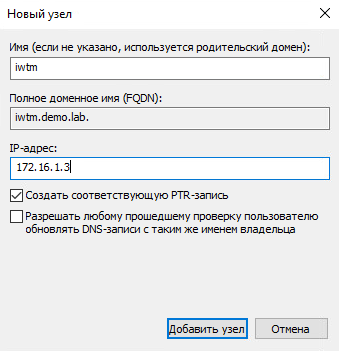 Новый узел
Имя (если не указано, используется родительский домен):
iwtm
Полное доменное имя (FQDN):
iwtm.demo.lab.
IP-адрес:
172.16.1.3
Создать соответствующую PTR-запись
Разрешать любому прошедшему проверку пользователю
обновлять DNS-записи с таким же именем владельца
Добавить узел
Отмена